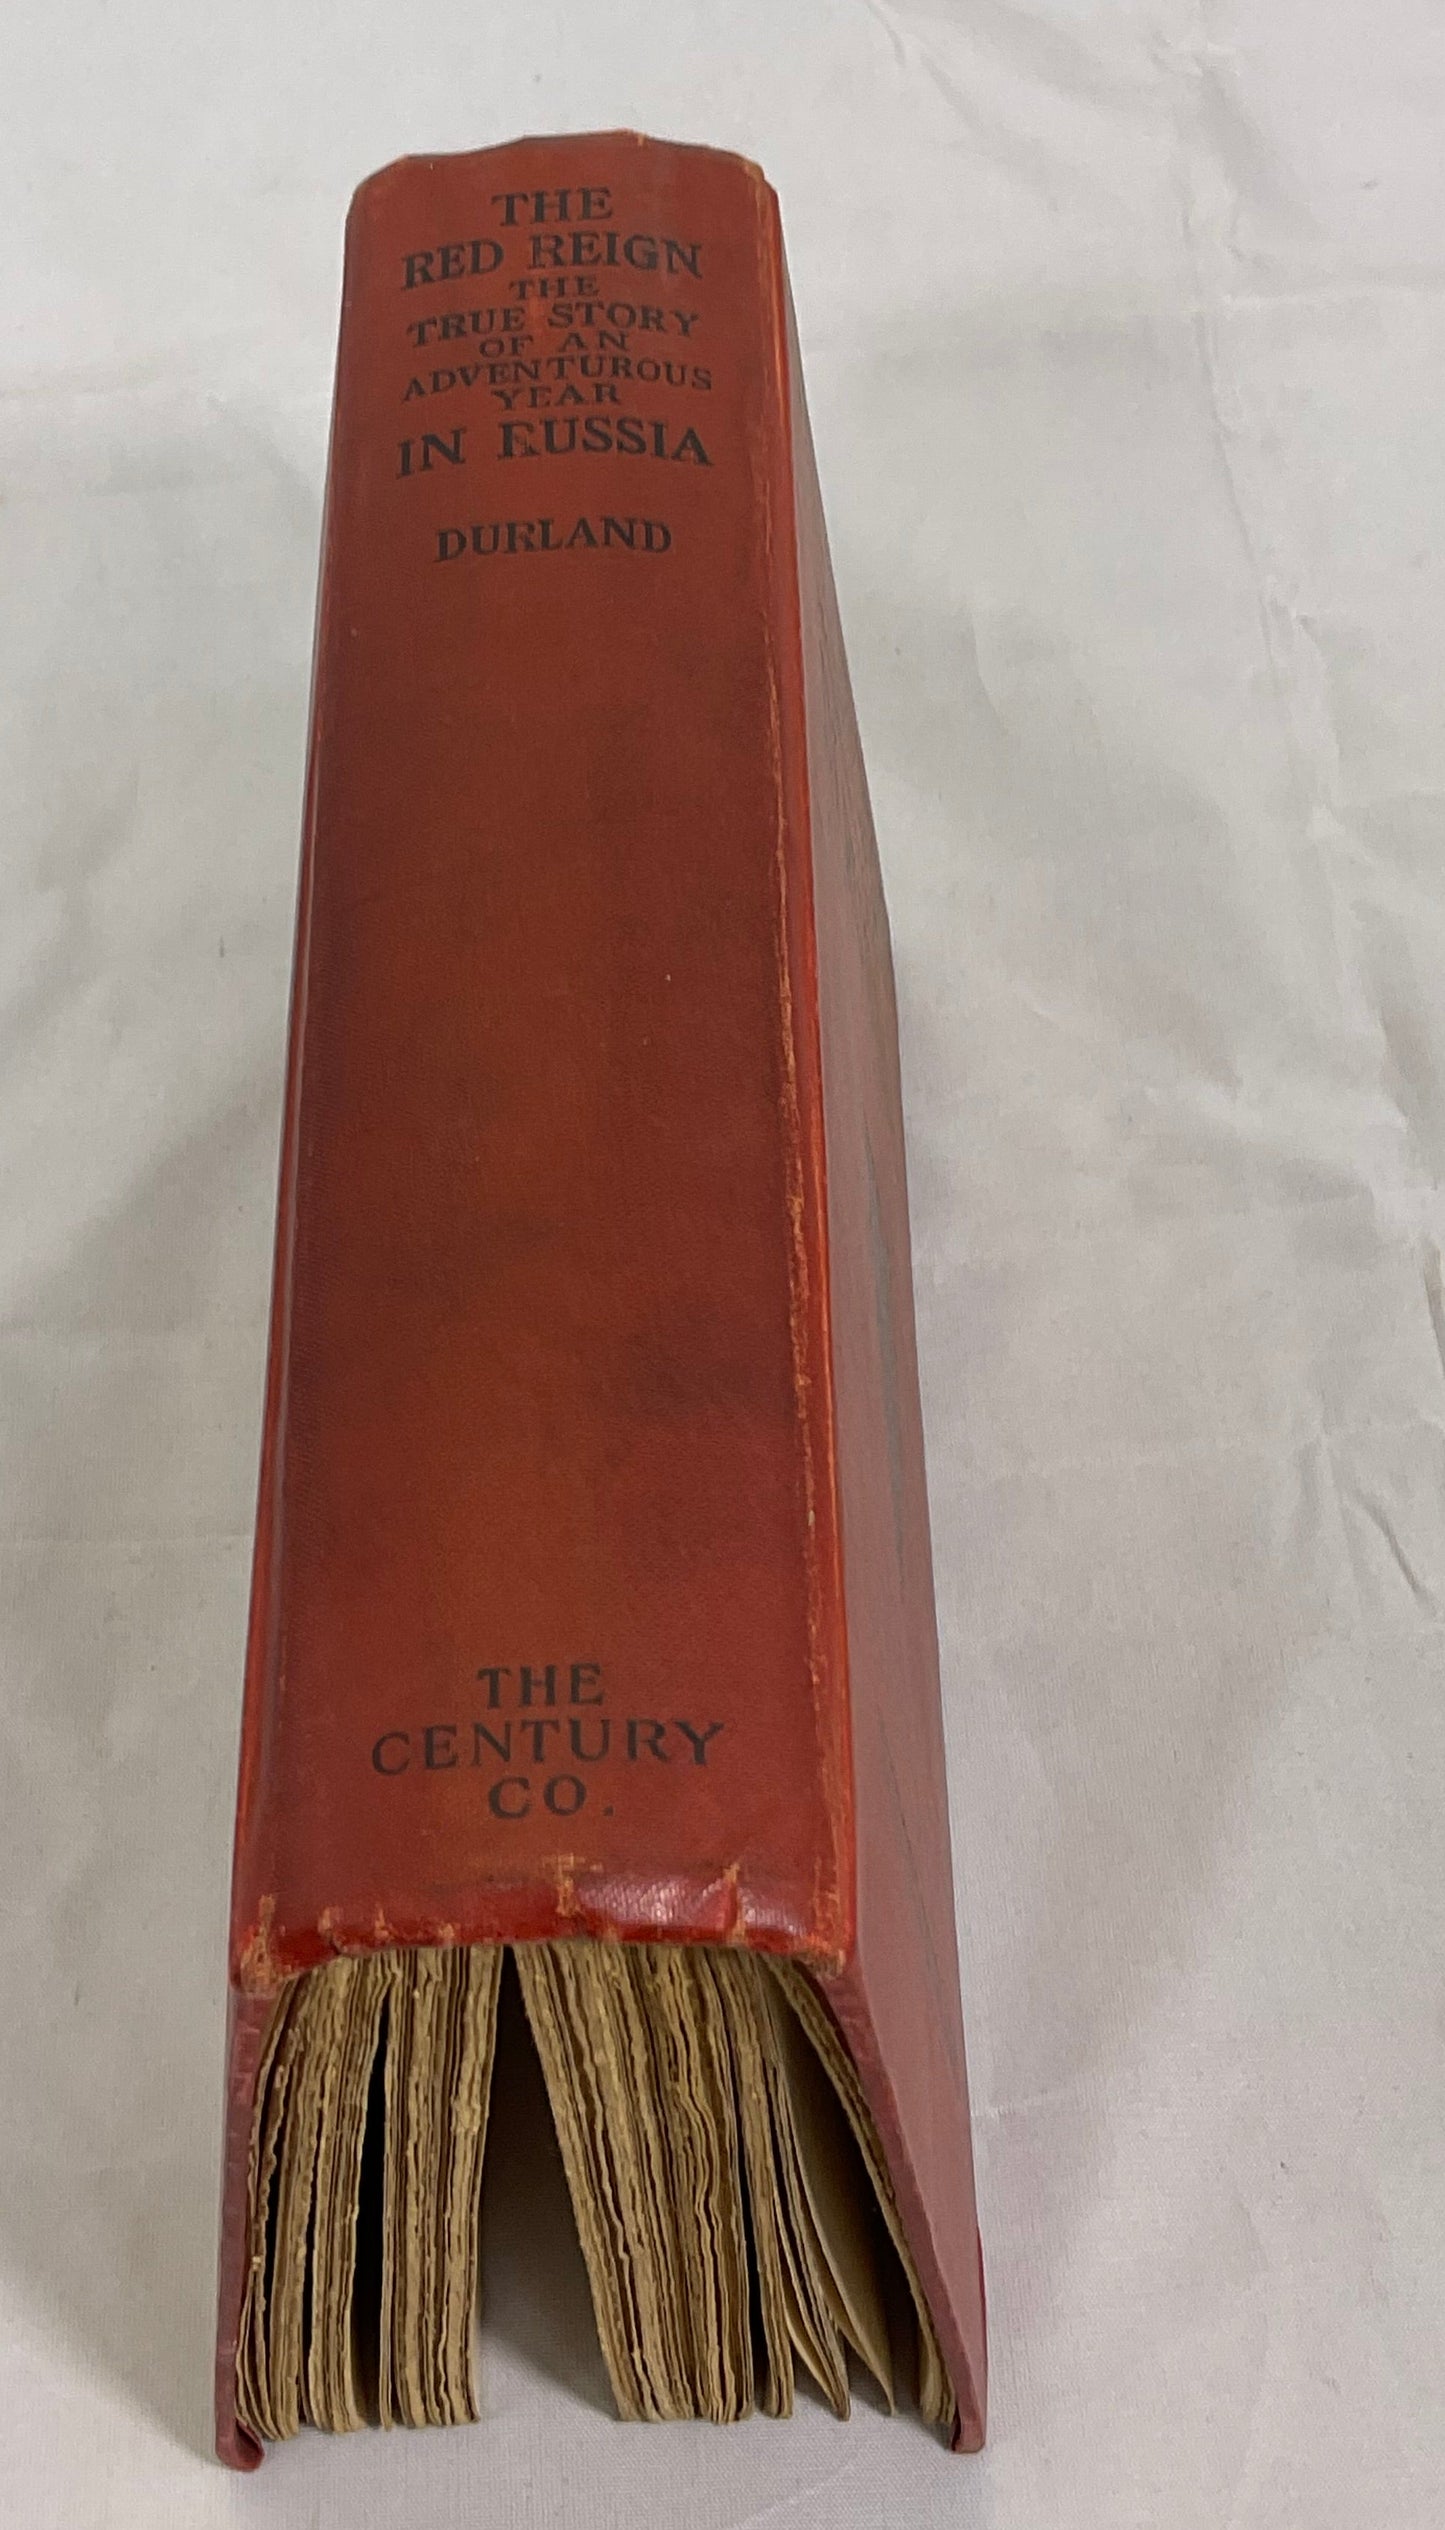 THE
RED REIGN
THE
TRUE STORY
OF AN
ADVENTUROUS
YEAR
IN RUSSIA
DURLAND
THE
CENTURY
CO.